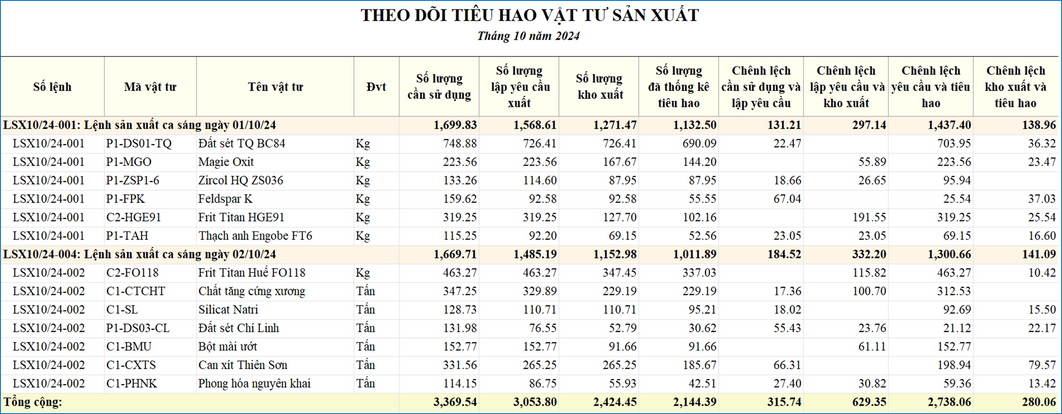 THEO DÕI TIÊU HAO VẬT TƯ SẢN XUẤT
Tháng 10 năm 2024
Số lệnh Mã vật tư Tên vật tư Đvt Số lượng cần sử dụng Số lượng lập yêu cầu xuất Số lượng kho xuất Số lượng đã thống kê tiêu hao Chênh lệch cần sử dụng và lập yêu cầu Chênh lệch lập yêu cầu và kho xuất Chênh lệch yêu cầu và tiêu hao Chênh lệch kho xuất và tiêu hao
LSX10/24-001: Lệnh sản xuất ca sáng ngày 01/10/24 1,699.83 1,568.61 1,271.47 1,132.50 131.21 297.14 1,437.40 138.96
LSX10/24-001 P1-DS01-TQ Đất sét TQ BC84 Kg 748.88 726.41 726.41 690.09 22.47 703.95 36.32
LSX10/24-001 P1-MGO Magie Oxit Kg 223.56 223.56 167.67 144.20 55.89 223.56 23.47
LSX10/24-001 P1-ZSP1-6 Zircol HQ ZS036 Kg 133.26 114.60 87.95 87.95 18.66 26.65 95.94
LSX10/24-001 P1-FPK Feldspar K Kg 159.62 92.58 92.58 55.55 67.04 25.54 37.03
LSX10/24-001 C2-HGE91 Frit Titan HGE91 Kg 319.25 319.25 127.70 102.16 191.55 319.25 25.54
LSX10/24-001 P1-TAH Thạch anh Engobe FT6 Kg 115.25 92.20 69.15 52.56 23.05 23.05 69.15 16.60
LSX10/24-004: Lệnh sản xuất ca sáng ngày 02/10/24 1,669.71 1,485.19 1,152.98 1,011.89 184.52 332.20 1,300.66 141.09
LSX10/24-002 C2-FO118 Frit Titan Huế FO118 Kg 463.27 463.27 347.45 337.03 115.82 463.27 10.42
LSX10/24-002 C1-CTCHT Chất tăng cứng xương Tấn 347.25 329.89 229.19 229.19 17.36 100.70 312.53
LSX10/24-002 C1-SL Silicat Natri Tấn 128.73 110.71 110.71 95.21 18.02 92.69 15.50
LSX10/24-002 P1-DS03-CL Đất sét Chí Linh Tấn 131.98 76.55 52.79 30.62 55.43 23.76 21.12 22.17
LSX10/24-002 C1-BMU Bột mài ướt Tấn 152.77 152.77 91.66 91.66 61.11 152.77
LSX10/24-002 C1-CXTS Can xít Thiên Sơn Tấn 331.56 265.25 265.25 185.67 66.31 198.94 79.57
LSX10/24-002 C1-PHNK Phong hóa nguyên khai Tấn 114.15 86.75 55.93 42.51 27.40 30.82 59.36 13.42
Tổng cộng: 3,369.54 3,053.80 2,424.45 2,144.39 315.74 629.35 2,738.06 280.06